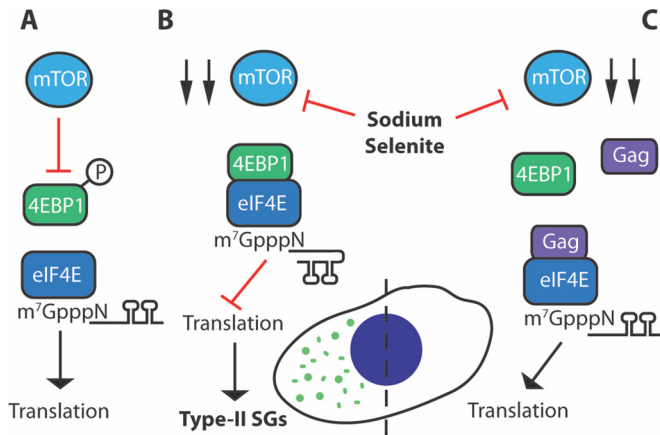 A
mTOR
P
4EBP1
eIF4E
m⁷GpppN
Translation
B
mTOR
Sodium
Selenite
4EBP1
eIF4E
m⁷GpppN
Translation
Type-II SGs
C
mTOR
Gag
4EBP1
Gag
eIF4E
m⁷GpppN
Translation